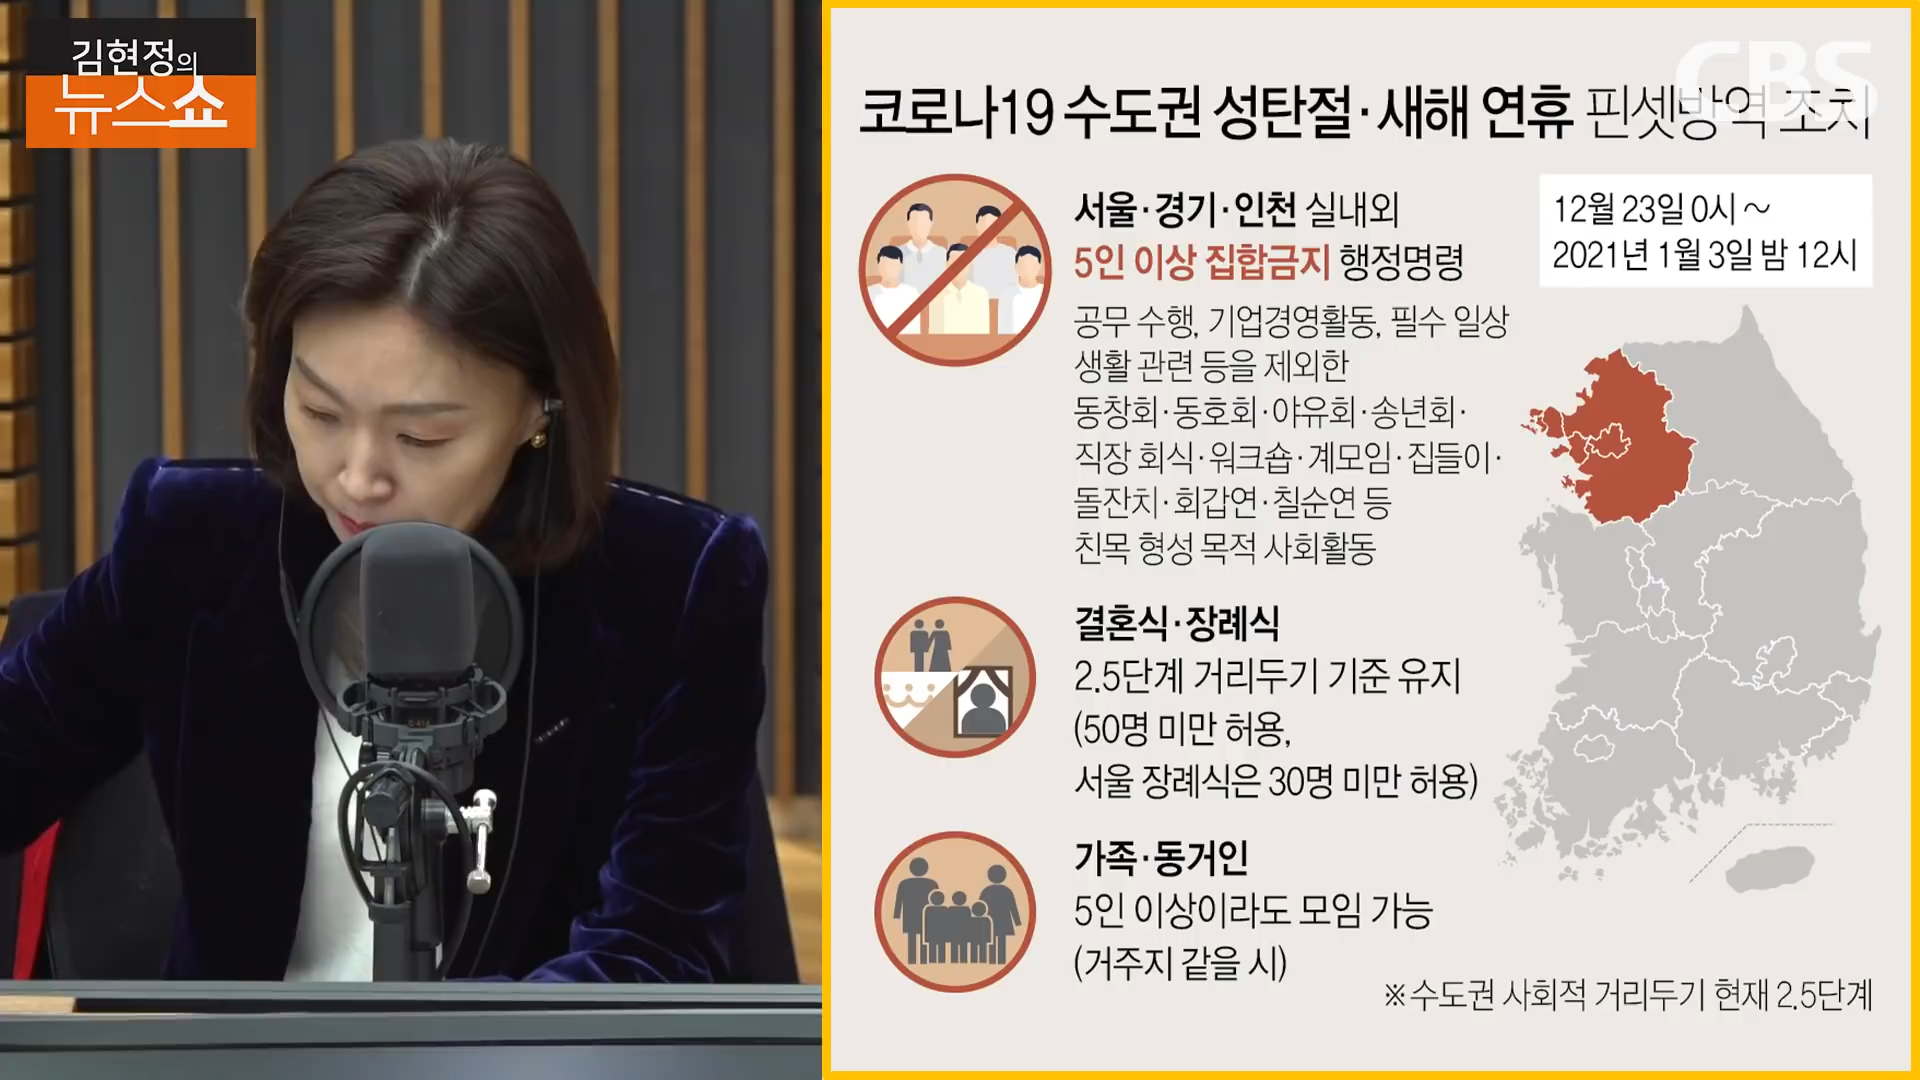 김현정의
뉴스쇼
CBS
코로나19 수도권 성탄절·새해 연휴 핀셋방역 조치
12월 23일 0시 ~
2021년 1월 3일 밤 12시
서울·경기·인천 실내외
5인 이상 집합금지 행정명령
공무 수행, 기업경영활동, 필수 일상
생활 관련 등을 제외한
동창회·동호회·야유회·송년회·
직장 회식·워크숍·계모임·집들이·
돌잔치·회갑연·칠순연 등
친목 형성 목적 사회활동
결혼식·장례식
2.5단계 거리두기 기준 유지
(50명 미만 허용,
서울 장례식은 30명 미만 허용)
가족·동거인
5인 이상이라도 모임 가능
(거주지 같을 시)
※ 수도권 사회적 거리두기 현재 2.5단계